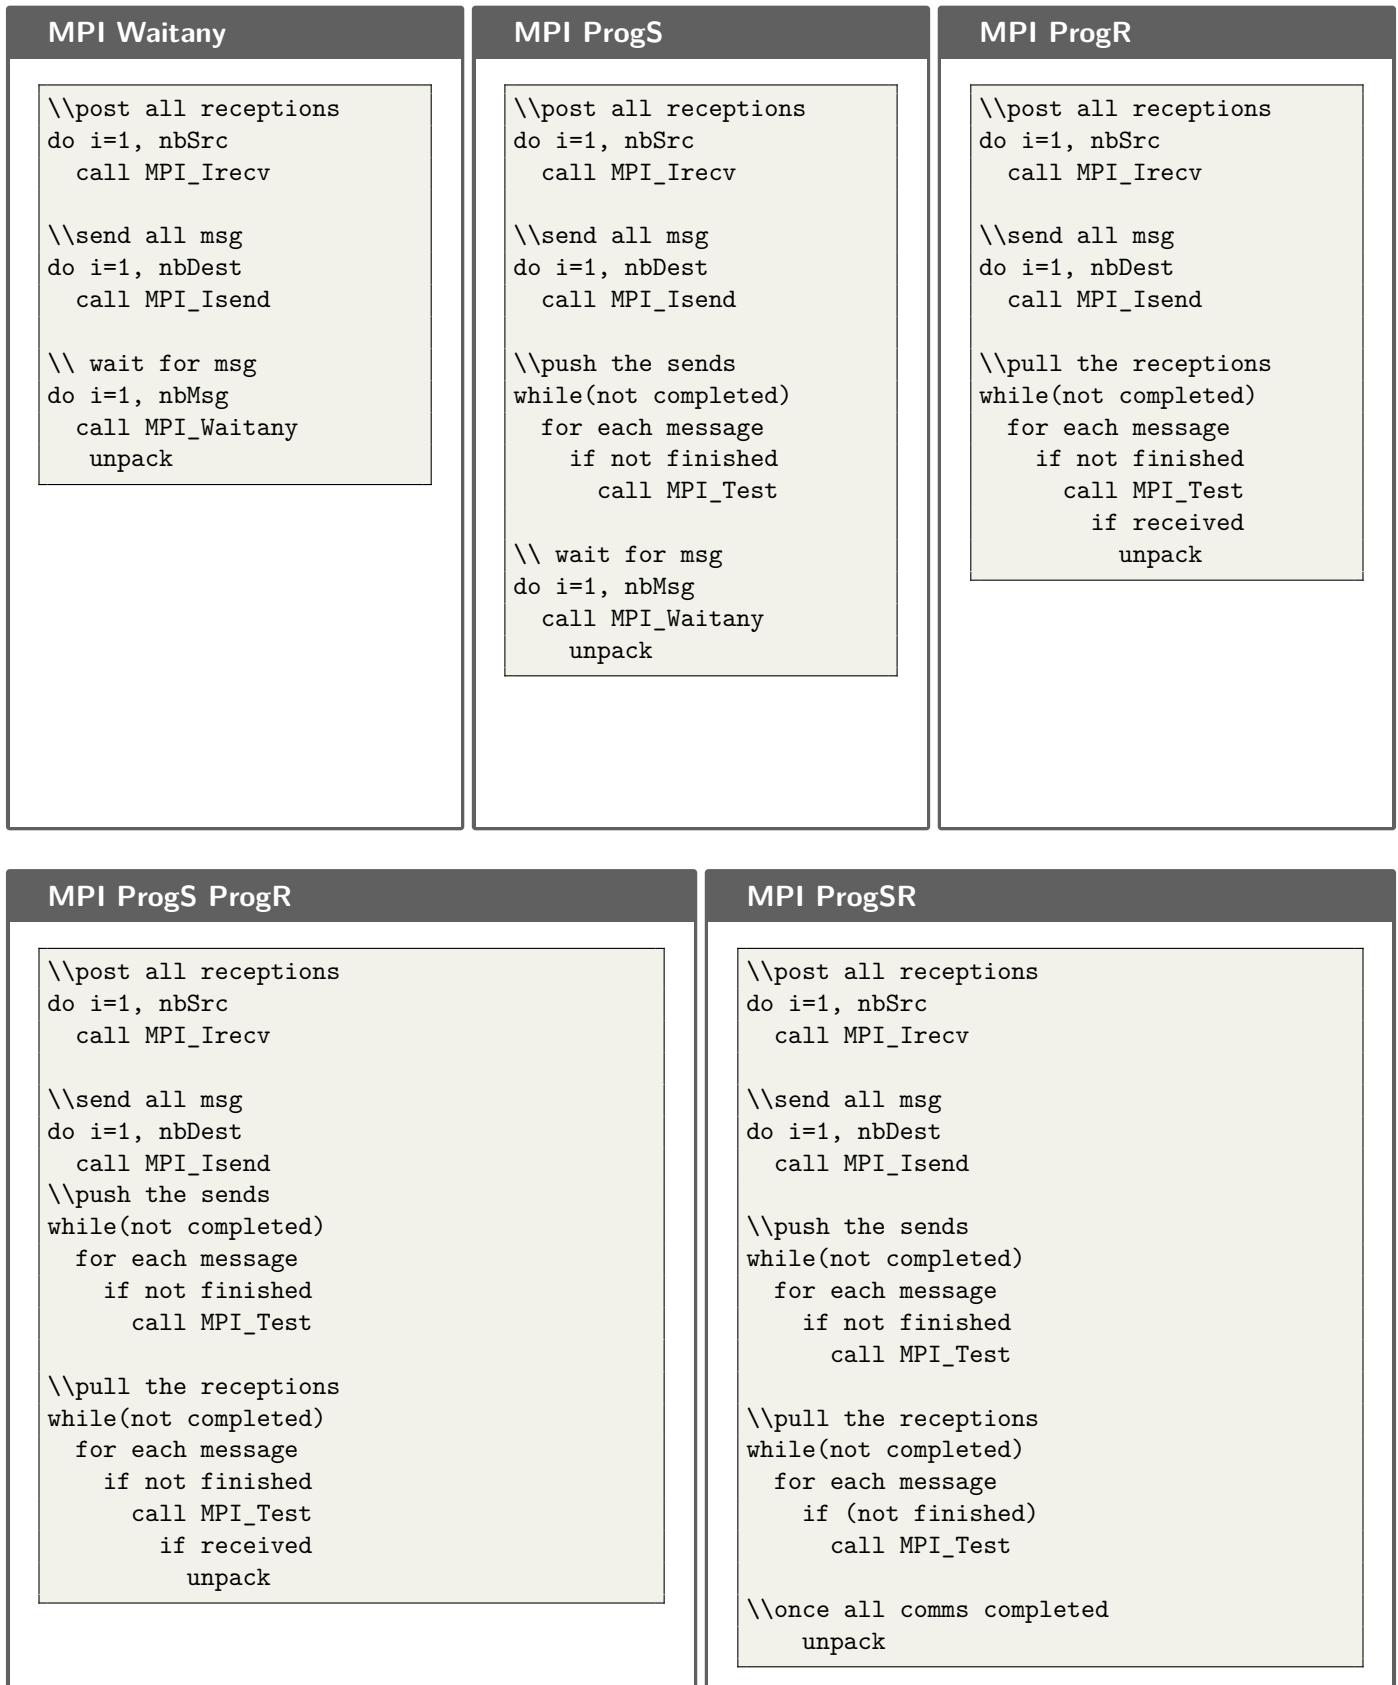 MPI Waitany
\\post all receptions
do i=1, nbSrc
  call MPI_Irecv

\\send all msg
do i=1, nbDest
  call MPI_Isend

\\ wait for msg
do i=1, nbMsg
  call MPI_Waitany
   unpack

MPI ProgS
\\post all receptions
do i=1, nbSrc
  call MPI_Irecv

\\send all msg
do i=1, nbDest
  call MPI_Isend

\\push the sends
while(not completed)
  for each message
    if not finished
      call MPI_Test

\\ wait for msg
do i=1, nbMsg
  call MPI_Waitany
    unpack

MPI ProgR
\\post all receptions
do i=1, nbSrc
  call MPI_Irecv

\\send all msg
do i=1, nbDest
  call MPI_Isend

\\pull the receptions
while(not completed)
  for each message
    if not finished
      call MPI_Test
        if received
          unpack

MPI ProgS ProgR
\\post all receptions
do i=1, nbSrc
  call MPI_Irecv

\\send all msg
do i=1, nbDest
  call MPI_Isend
\\push the sends
while(not completed)
  for each message
    if not finished
      call MPI_Test

\\pull the receptions
while(not completed)
  for each message
    if not finished
      call MPI_Test
        if received
          unpack

MPI ProgSR
\\post all receptions
do i=1, nbSrc
  call MPI_Irecv

\\send all msg
do i=1, nbDest
  call MPI_Isend

\\push the sends
while(not completed)
  for each message
    if not finished
      call MPI_Test

\\pull the receptions
while(not completed)
  for each message
    if (not finished)
      call MPI_Test

\\once all comms completed
    unpack